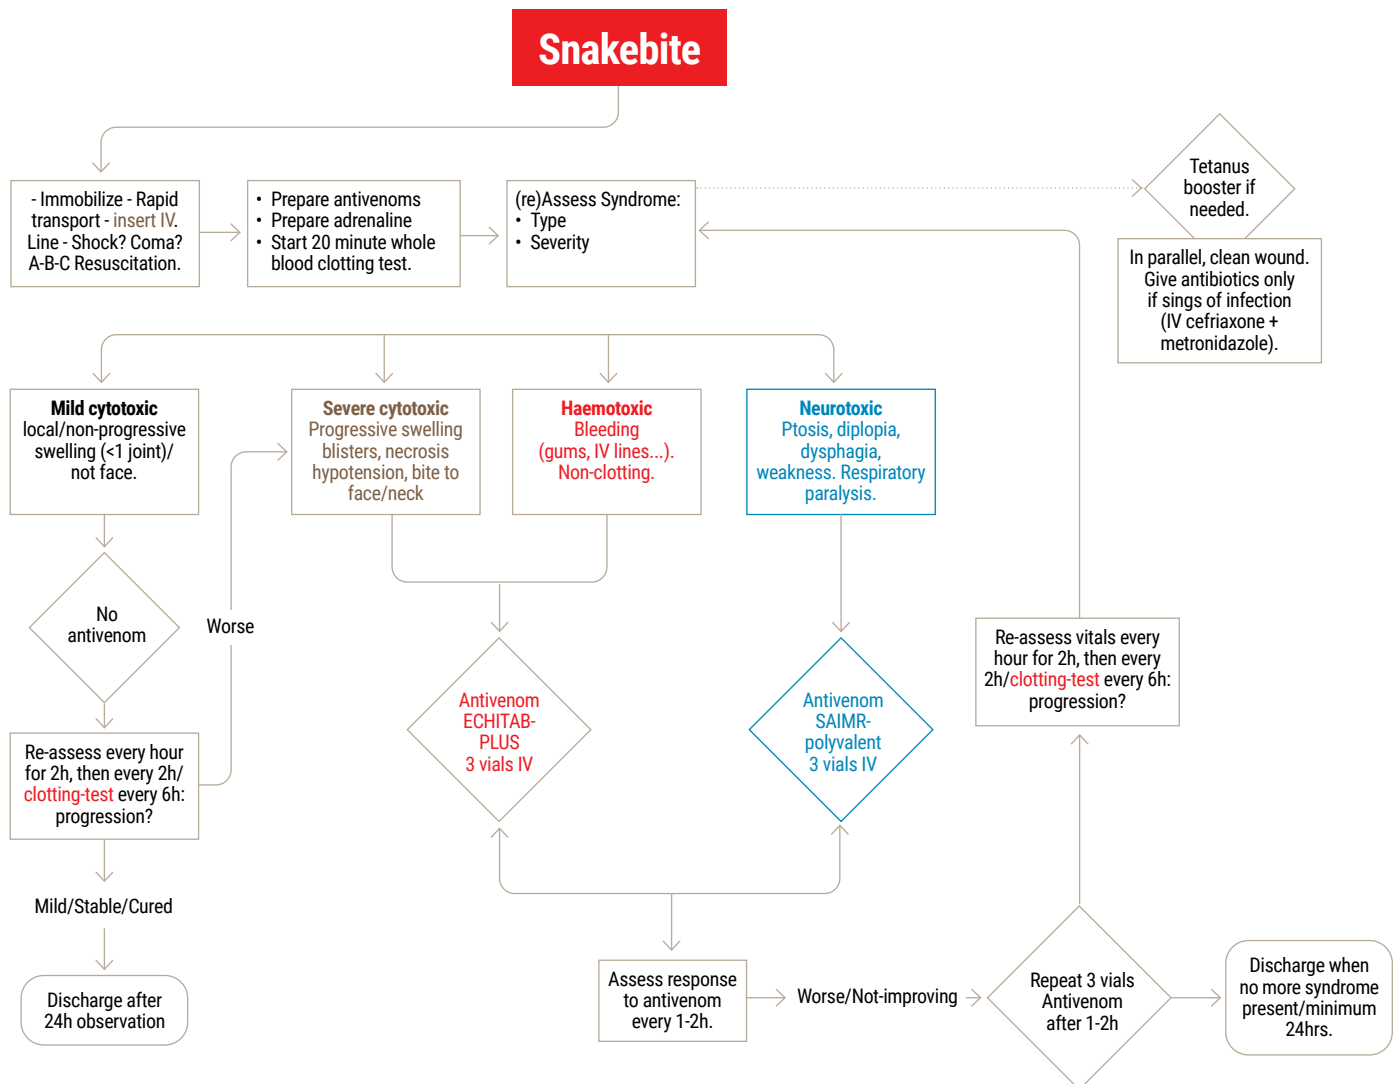 Snakebite
- Immobilize - Rapid
transport - insert IV.
Line - Shock? Coma?
A-B-C Resuscitation.
• Prepare antivenoms
• Prepare adrenaline
• Start 20 minute whole
blood clotting test.
(re)Assess Syndrome:
• Type
• Severity
Tetanus
booster if
needed.
In parallel, clean wound.
Give antibiotics only
if sings of infection
(IV cefriaxone +
metronidazole).
Mild cytotoxic
local/non-progressive
swelling (<1 joint)/
not face.
Severe cytotoxic
Progressive swelling
blisters, necrosis
hypotension, bite to
face/neck
Haemotoxic
Bleeding
(gums, IV lines...).
Non-clotting.
Neurotoxic
Ptosis, diplopia,
dysphagia,
weakness. Respiratory
paralysis.
No
antivenom
Worse
Antivenom
ECHITAB-
PLUS
3 vials IV
Antivenom
SAIMR-
polyvalent
3 vials IV
Re-assess vitals every
hour for 2h, then every
2h/clotting-test every 6h:
progression?
Re-assess every hour
for 2h, then every 2h/
clotting-test every 6h:
progression?
Mild/Stable/Cured
Discharge after
24h observation
Assess response
to antivenom
every 1-2h.
Worse/Not-improving
Repeat 3 vials
Antivenom
after 1-2h
Discharge when
no more syndrome
present/minimum
24hrs.